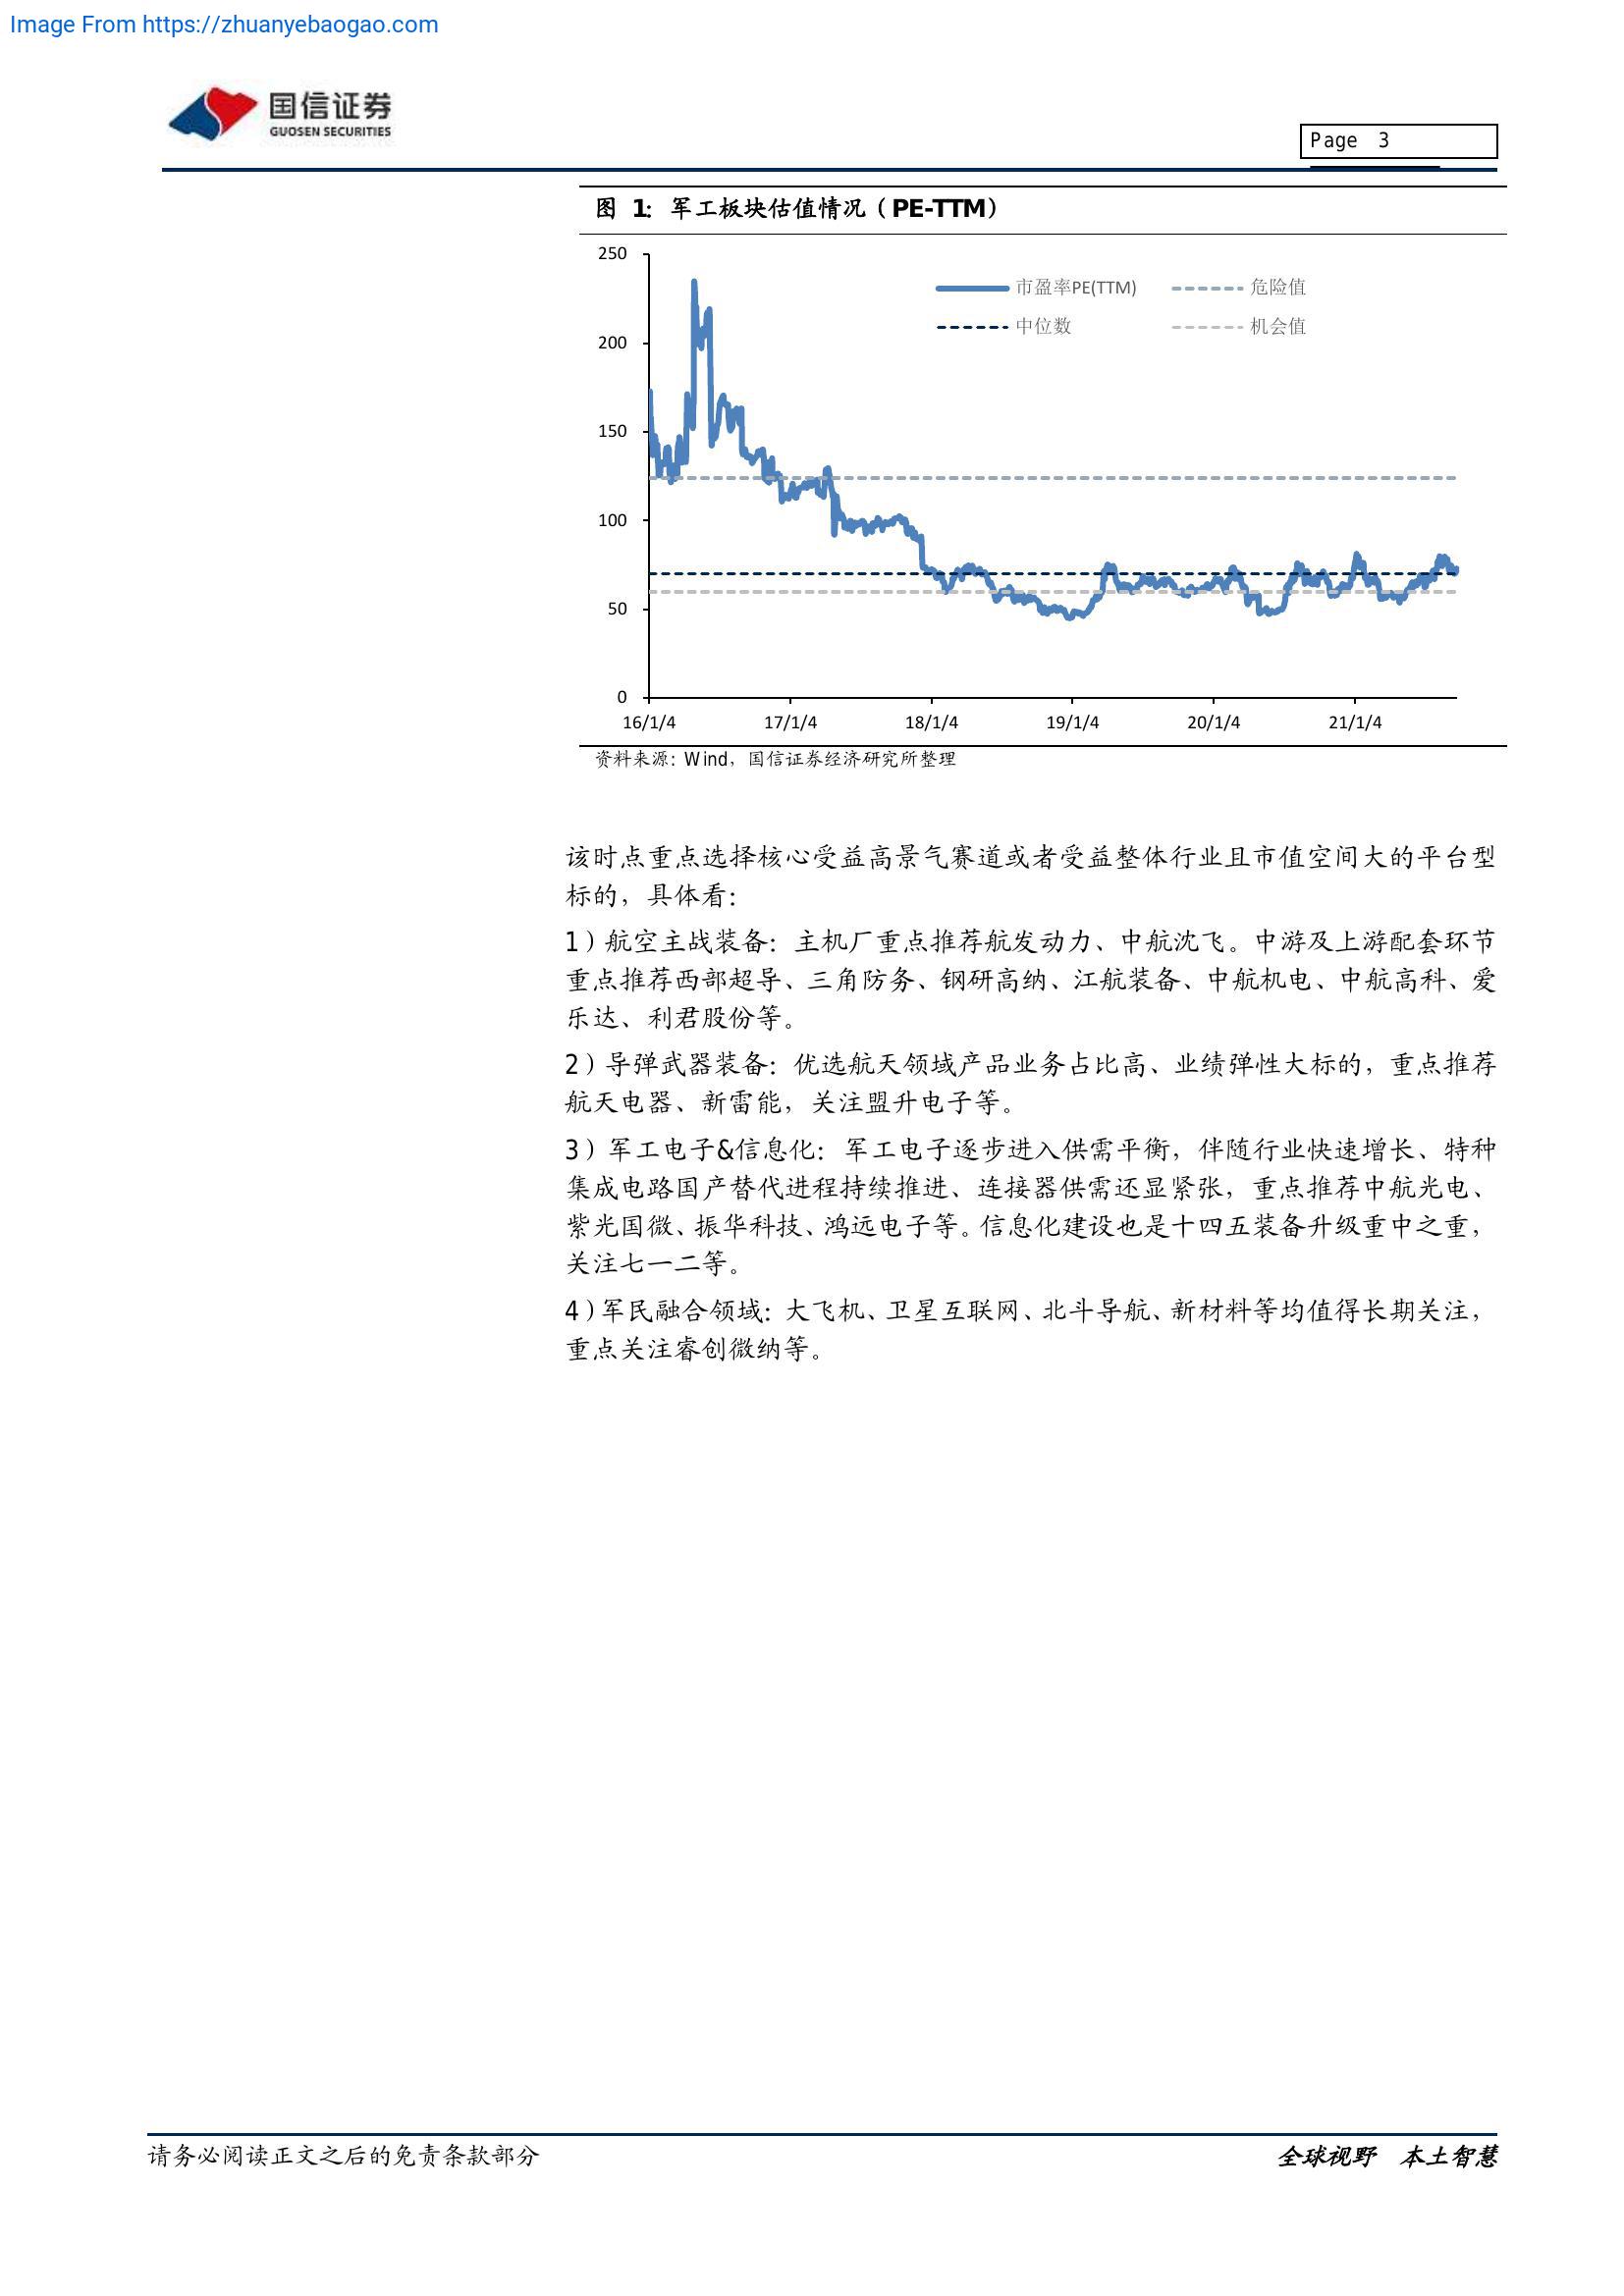 Image From https://zhuanyebaogao.com
国信证券
GUOSEN SECURITIES
Page 3
图 1：军工板块估值情况（PE-TTM）
250
市盈率PE(TTM)
危险值
中位数
机会值
200
150
100
50
0
16/1/4
17/1/4
18/1/4
19/1/4
20/1/4
21/1/4
资料来源：Wind，国信证券经济研究所整理
该时点重点选择核心受益高景气赛道或者受益整体行业且市值空间大的平台型
标的，具体看：
1）航空主战装备：主机厂重点推荐航发动力、中航沈飞。中游及上游配套环节
重点推荐西部超导、三角防务、钢研高纳、江航装备、中航机电、中航高科、爱
乐达、利君股份等。
2）导弹武器装备：优选航天领域产品业务占比高、业绩弹性大标的，重点推荐
航天电器、新雷能，关注盟升电子等。
3）军工电子&信息化：军工电子逐步进入供需平衡，伴随行业快速增长、特种
集成电路国产替代进程持续推进、连接器供需还显紧张，重点推荐中航光电、
紫光国微、振华科技、鸿远电子等。信息化建设也是十四五装备升级重中之重，
关注七一二等。
4）军民融合领域：大飞机、卫星互联网、北斗导航、新材料等均值得长期关注，
重点关注睿创微纳等。
请务必阅读正文之后的免责条款部分
全球视野 本土智慧